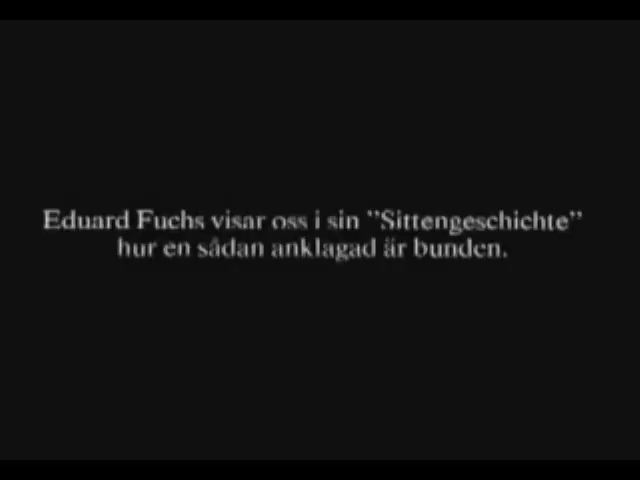 Eduard Fuchs visar oss i sin ”Sittengeschichte”
hur en sådan anklagad är bunden.